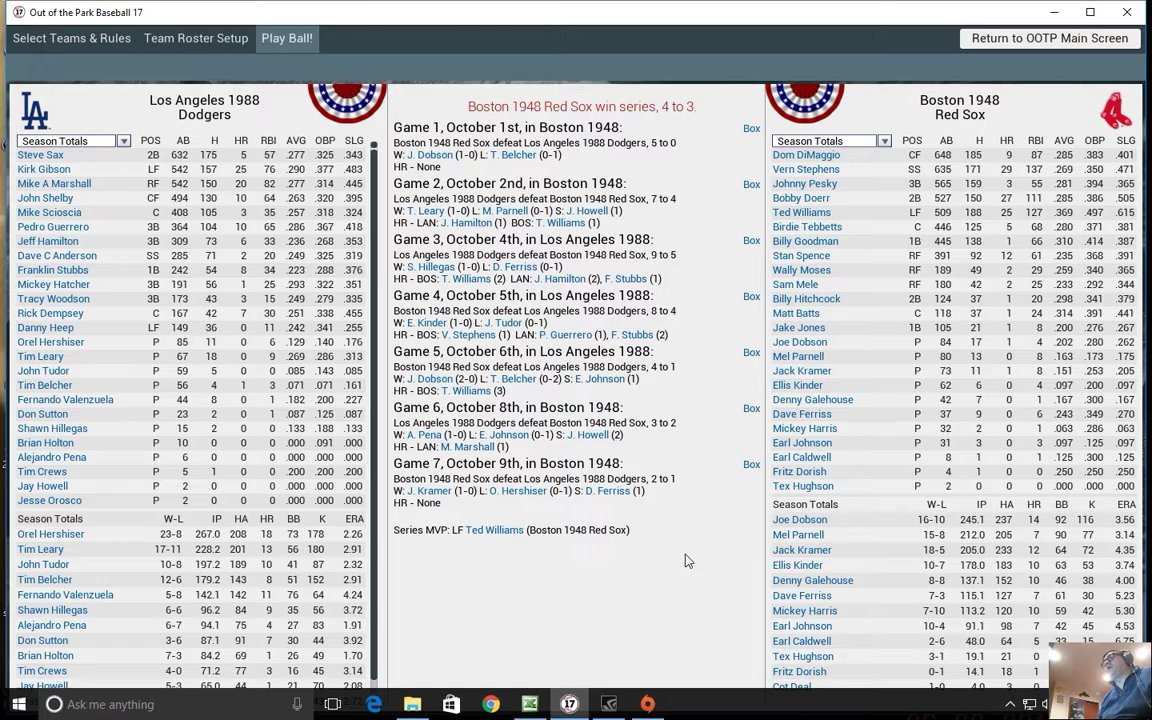 Out of the Park Baseball 17
Select Teams & Rules Team Roster Setup Play Ball! Return to OOTP Main Screen
Los Angeles 1988
Dodgers
Season Totals POS AB H HR RBI AVG OBP SLG
Steve Sax 2B 632 175 5 57 .277 .325 .343
Kirk Gibson LF 542 157 25 76 .290 .377 .483
Mike A Marshall RF 542 150 20 82 .277 .314 .445
John Shelby CF 494 130 10 64 .263 .320 .395
Mike Scioscia C 408 105 3 35 .257 .318 .324
Pedro Guerrero 3B 364 104 10 65 .286 .367 .418
Jeff Hamilton 3B 309 73 6 33 .236 .268 .353
Dave C Anderson SS 285 71 2 20 .249 .325 .319
Franklin Stubbs 1B 242 54 8 34 .223 .288 .376
Mickey Hatcher 3B 191 56 1 25 .293 .322 .351
Tracy Woodson 3B 173 43 3 15 .249 .279 .335
Rick Dempsey C 167 42 7 30 .251 .338 .455
Danny Heep LF 149 36 0 11 .242 .341 .255
Orel Hershiser P 85 11 0 6 .129 .140 .176
Tim Leary P 67 18 0 9 .269 .286 .313
John Tudor P 59 5 0 1 .085 .143 .085
Tim Belcher P 56 4 1 3 .071 .071 .161
Fernando Valenzuela P 44 8 0 1 .182 .200 .227
Don Sutton P 23 2 0 1 .087 .125 .087
Shawn Hillegas P 15 2 0 1 .133 .188 .133
Brian Holton P 10 0 0 0 .000 .091 .000
Alejandro Pena P 6 0 0 0 .000 .000 .000
Tim Crews P 5 1 0 0 .200 .200 .200
Jay Howell P 2 0 0 0 .000 .000 .000
Jesse Orosco P 2 0 0 0 .000 .000 .000
Season Totals W-L IP HA HR BB K ERA
Orel Hershiser 23-8 267.0 208 18 73 178 2.26
Tim Leary 17-11 228.2 201 13 56 180 2.91
John Tudor 10-8 197.2 189 10 41 87 2.32
Tim Belcher 12-6 179.2 143 8 51 152 2.91
Fernando Valenzuela 5-8 142.1 142 11 76 64 4.24
Shawn Hillegas 6-6 96.2 84 9 35 56 3.72
Alejandro Pena 6-7 94.1 75 4 27 83 1.91
Don Sutton 3-6 87.1 91 7 30 44 3.92
Brian Holton 7-3 84.2 69 1 26 49 1.70
Tim Crews 4-0 71.2 77 3 16 45 3.14
Jay Howell 5-3 65.0 44 1 21 70 2.08
Boston 1948 Red Sox win series, 4 to 3.
Game 1, October 1st, in Boston 1948: Box
Boston 1948 Red Sox defeat Los Angeles 1988 Dodgers, 5 to 0
W: J. Dobson (1-0) L: T. Belcher (0-1)
HR - None
Game 2, October 2nd, in Boston 1948: Box
Los Angeles 1988 Dodgers defeat Boston 1948 Red Sox, 7 to 4
W: T. Leary (1-0) L: M. Parnell (0-1) S: J. Howell (1)
HR - LAN: J. Hamilton (1) BOS: T. Williams (1)
Game 3, October 4th, in Los Angeles 1988: Box
Los Angeles 1988 Dodgers defeat Boston 1948 Red Sox, 9 to 5
W: S. Hillegas (1-0) L: D. Ferriss (0-1)
HR - BOS: T. Williams (2) LAN: J. Hamilton (2), F. Stubbs (1)
Game 4, October 5th, in Los Angeles 1988: Box
Boston 1948 Red Sox defeat Los Angeles 1988 Dodgers, 8 to 4
W: E. Kinder (1-0) L: J. Tudor (0-1)
HR - BOS: V. Stephens (1) LAN: P. Guerrero (1), F. Stubbs (2)
Game 5, October 6th, in Los Angeles 1988: Box
Boston 1948 Red Sox defeat Los Angeles 1988 Dodgers, 4 to 1
W: J. Dobson (2-0) L: T. Belcher (0-2) S: E. Johnson (1)
HR - BOS: T. Williams (3)
Game 6, October 8th, in Boston 1948: Box
Los Angeles 1988 Dodgers defeat Boston 1948 Red Sox, 3 to 2
W: A. Pena (1-0) L: E. Johnson (0-1) S: J. Howell (2)
HR - LAN: M. Marshall (1)
Game 7, October 9th, in Boston 1948: Box
Boston 1948 Red Sox defeat Los Angeles 1988 Dodgers, 2 to 1
W: J. Kramer (1-0) L: O. Hershiser (0-1) S: D. Ferriss (1)
HR - None
Series MVP: LF Ted Williams (Boston 1948 Red Sox)
Boston 1948
Red Sox
Season Totals POS AB H HR RBI AVG OBP SLG
Dom DiMaggio CF 648 185 9 87 .285 .383 .401
Vern Stephens SS 635 171 29 137 .269 .350 .471
Johnny Pesky 3B 565 159 3 55 .281 .394 .365
Bobby Doerr 2B 527 150 27 111 .285 .386 .505
Ted Williams LF 509 188 25 127 .369 .497 .615
Birdie Tebbetts C 446 125 5 68 .280 .371 .381
Billy Goodman 1B 445 138 1 66 .310 .414 .387
Stan Spence RF 391 92 12 61 .235 .368 .391
Wally Moses RF 189 49 2 29 .259 .340 .365
Sam Mele RF 180 42 2 25 .233 .292 .344
Billy Hitchcock 2B 124 37 1 20 .298 .341 .379
Matt Batts C 118 37 1 24 .314 .391 .441
Jake Jones 1B 105 21 1 8 .200 .276 .267
Joe Dobson P 84 17 1 4 .202 .280 .262
Mel Parnell P 80 13 0 8 .163 .173 .175
Jack Kramer P 73 11 1 8 .151 .253 .205
Ellis Kinder P 62 6 0 4 .097 .200 .097
Denny Galehouse P 42 7 0 1 .167 .300 .167
Dave Ferriss P 37 9 0 6 .243 .349 .270
Mickey Harris P 32 2 0 1 .063 .286 .063
Earl Johnson P 31 3 0 3 .097 .125 .097
Earl Caldwell P 8 1 0 0 .125 .300 .125
Fritz Dorish P 4 1 0 0 .250 .250 .250
Tex Hughson P 2 0 0 0 .000 .000 .000
Season Totals W-L IP HA HR BB K ERA
Joe Dobson 16-10 245.1 237 14 92 116 3.56
Mel Parnell 15-8 212.0 205 7 90 77 3.14
Jack Kramer 18-5 205.0 233 12 64 72 4.35
Ellis Kinder 10-7 178.0 183 10 63 53 3.74
Denny Galehouse 8-8 137.1 152 10 46 38 4.00
Dave Ferriss 7-3 115.1 127 7 61 30 5.23
Mickey Harris 7-10 113.2 120 10 59 42 5.30
Earl Johnson 10-4 91.1 98 7 42 45 4.53
Earl Caldwell 2-6 48.0 64 5 33 15 6.75
Tex Hughson 3-1 19.1 21 0
Fritz Dorish 0-1 14.1 18 1
Cot Deal 1-0 4.0
Ask me anything
17